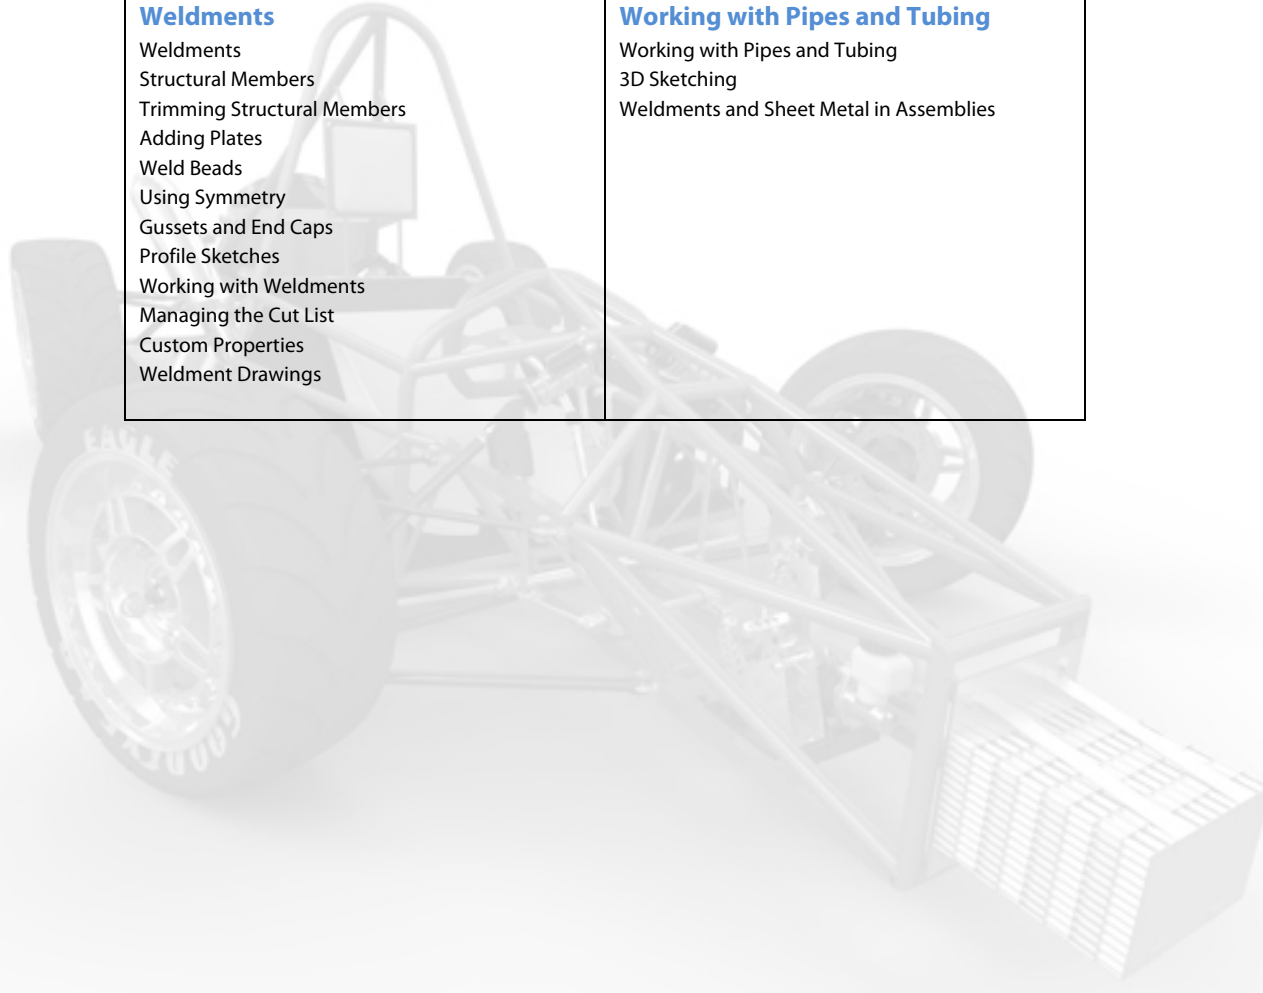 Weldments
Weldments
Structural Members
Trimming Structural Members
Adding Plates
Weld Beads
Using Symmetry
Gussets and End Caps
Profile Sketches
Working with Weldments
Managing the Cut List
Custom Properties
Weldment Drawings
Working with Pipes and Tubing
Working with Pipes and Tubing
3D Sketching
Weldments and Sheet Metal in Assemblies
EAGLE